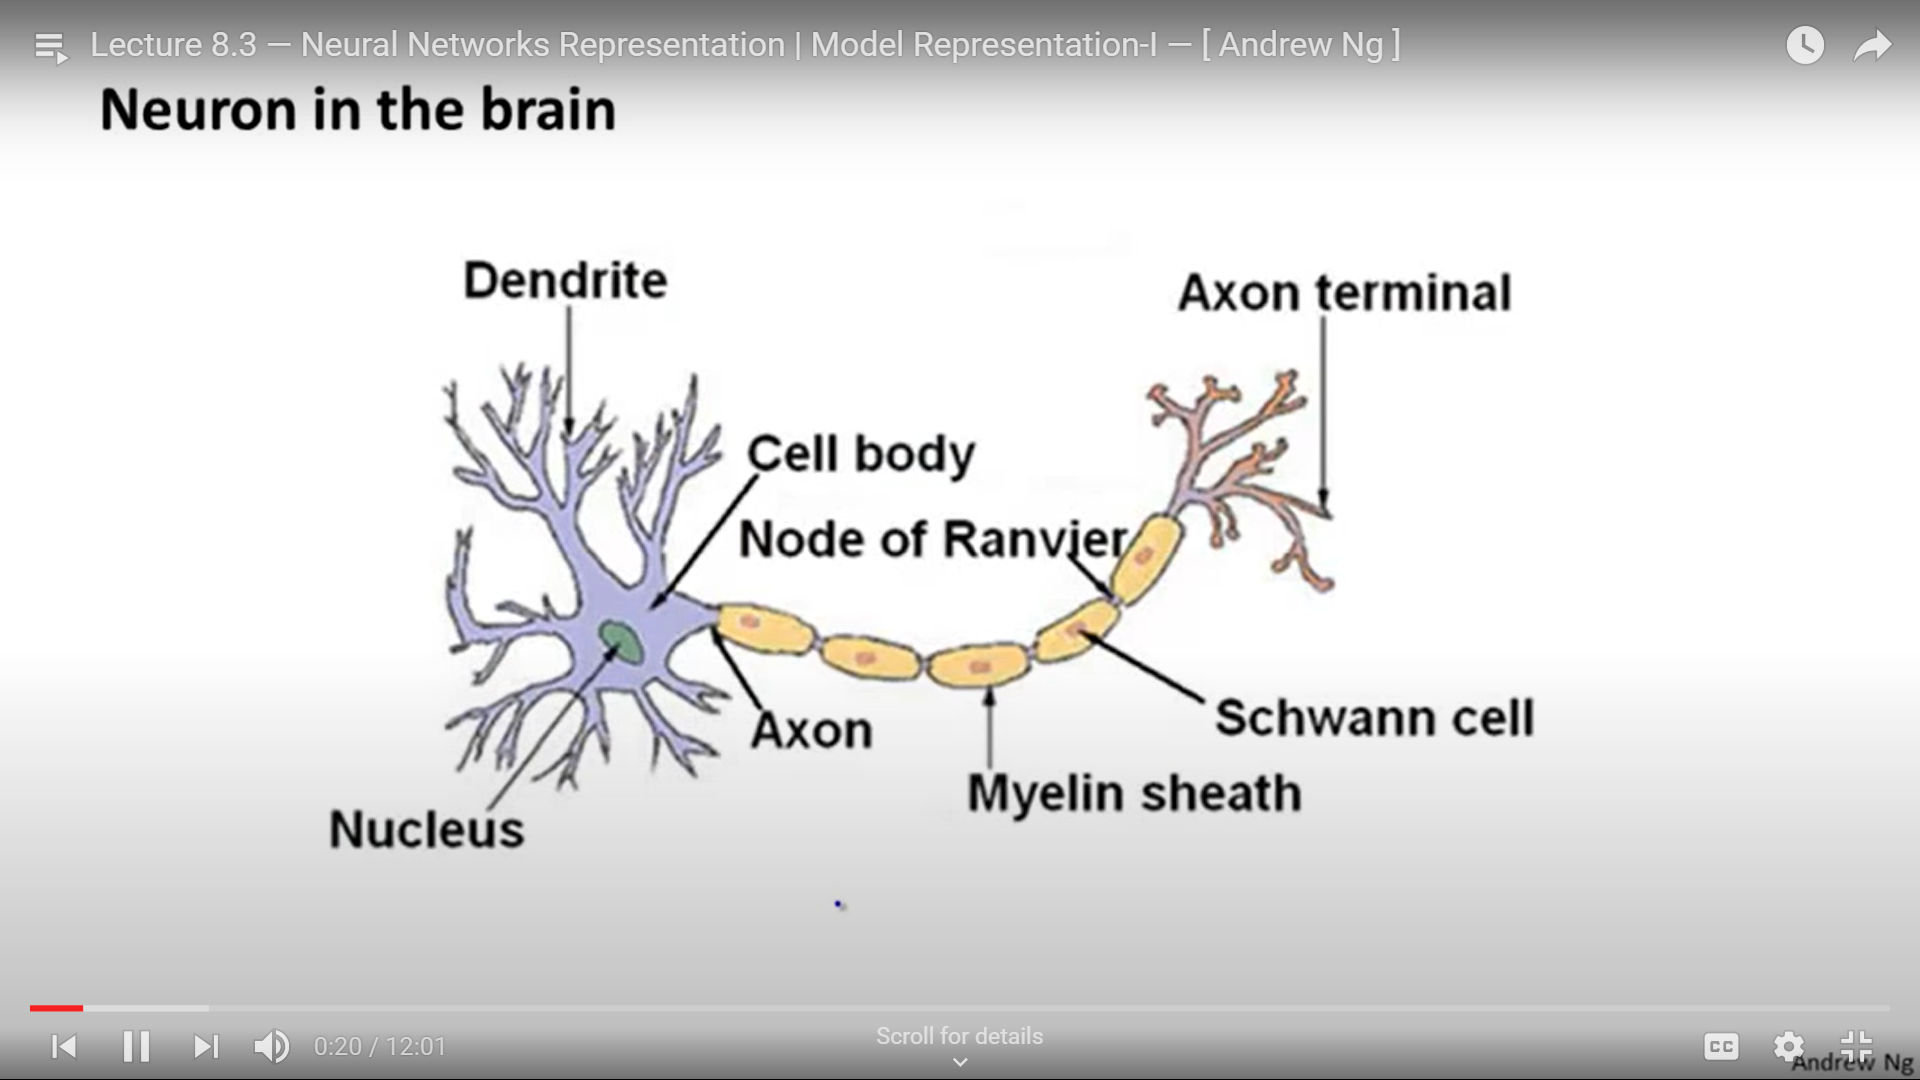 Lecture 8.3 — Neural Networks Representation | Model Representation-I — [ Andrew Ng ]
Neuron in the brain
Dendrite
Axon terminal
Cell body
Node of Ranvier
Axon
Schwann cell
Myelin sheath
Nucleus
Scroll for details
0:20 / 12:01
CC
Andrew Ng